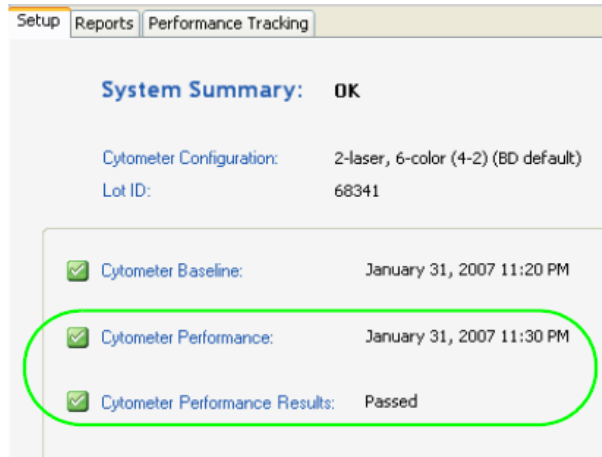 Setup Reports Performance Tracking
System Summary: OK
Cytometer Configuration: 2-laser, 6-color (4-2) (BD default)
Lot ID: 68341
Cytometer Baseline: January 31, 2007 11:20 PM
Cytometer Performance: January 31, 2007 11:30 PM
Cytometer Performance Results: Passed